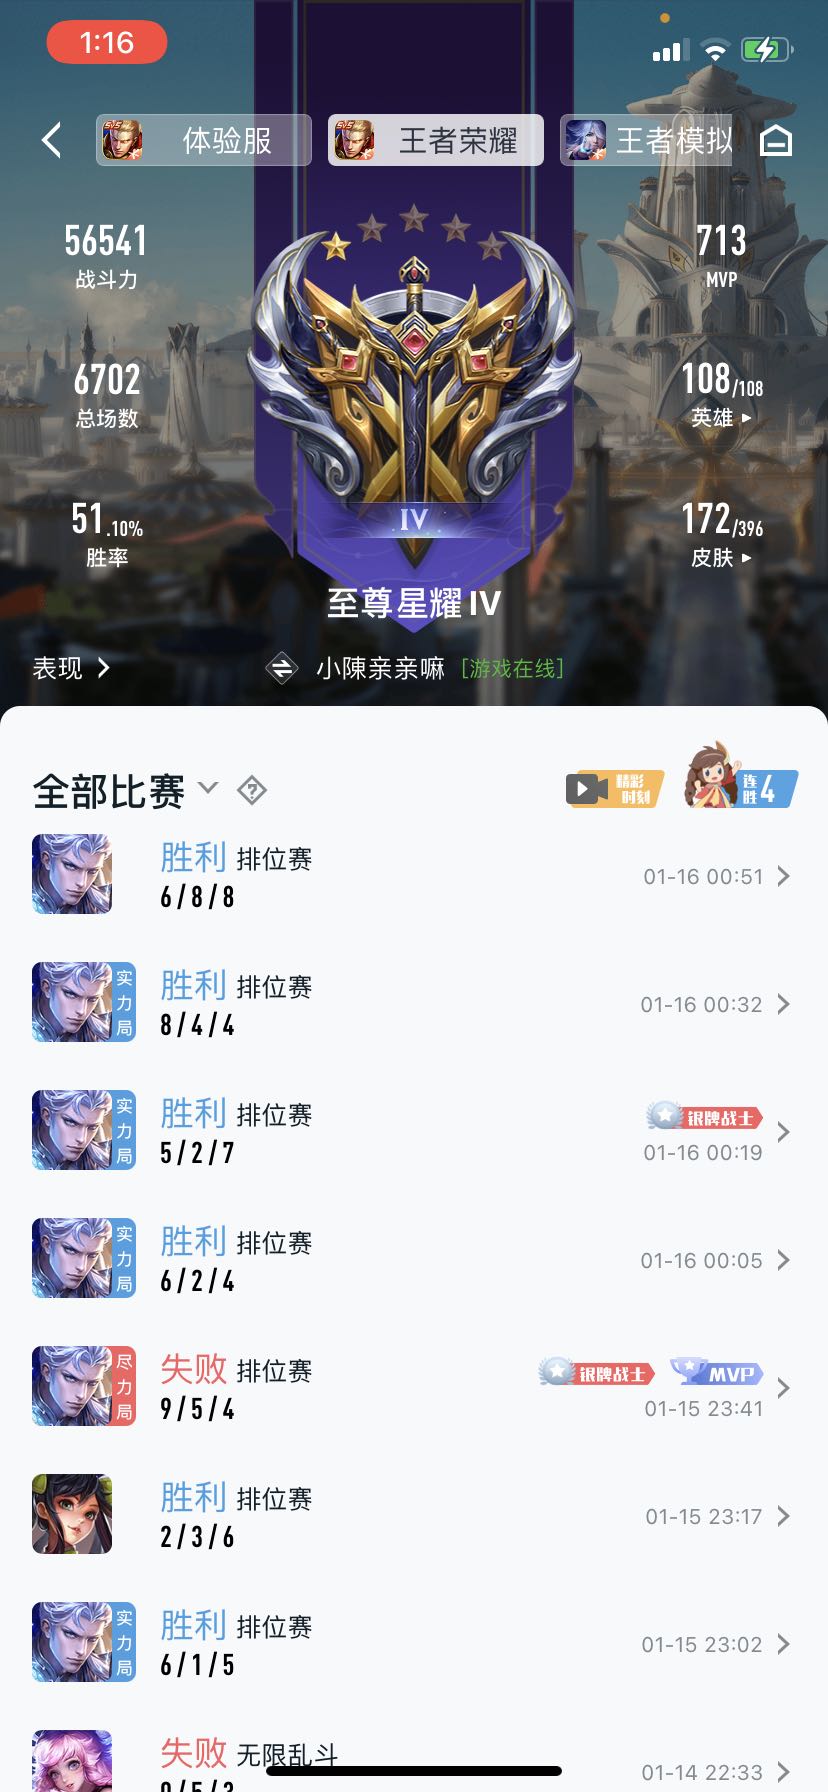 1:16
体验服
王者荣耀
王者模拟
56541
战斗力
713
MVP
6702
总场数
108/108
英雄
51.10%
胜率
172/396
皮肤
IV
至尊星耀IV
表现
小陳亲亲嘛 [游戏在线]
全部比赛
精彩时刻
连胜4
胜利 排位赛
6/8/8
01-16 00:51
实力局
胜利 排位赛
8/4/4
01-16 00:32
实力局
胜利 排位赛
5/2/7
银牌战士
01-16 00:19
实力局
胜利 排位赛
6/2/4
01-16 00:05
尽力局
失败 排位赛
9/5/4
银牌战士 MVP
01-15 23:41
胜利 排位赛
2/3/6
01-15 23:17
实力局
胜利 排位赛
6/1/5
01-15 23:02
失败 无限乱斗
01-14 22:33